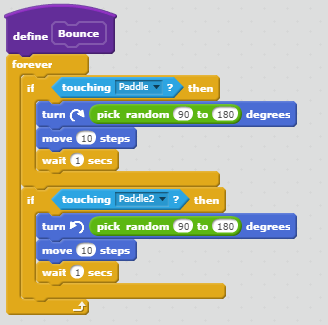 define Bounce
forever
if touching Paddle ? then
turn pick random 90 to 180 degrees
move 10 steps
wait 1 secs
if touching Paddle2 ? then
turn pick random 90 to 180 degrees
move 10 steps
wait 1 secs